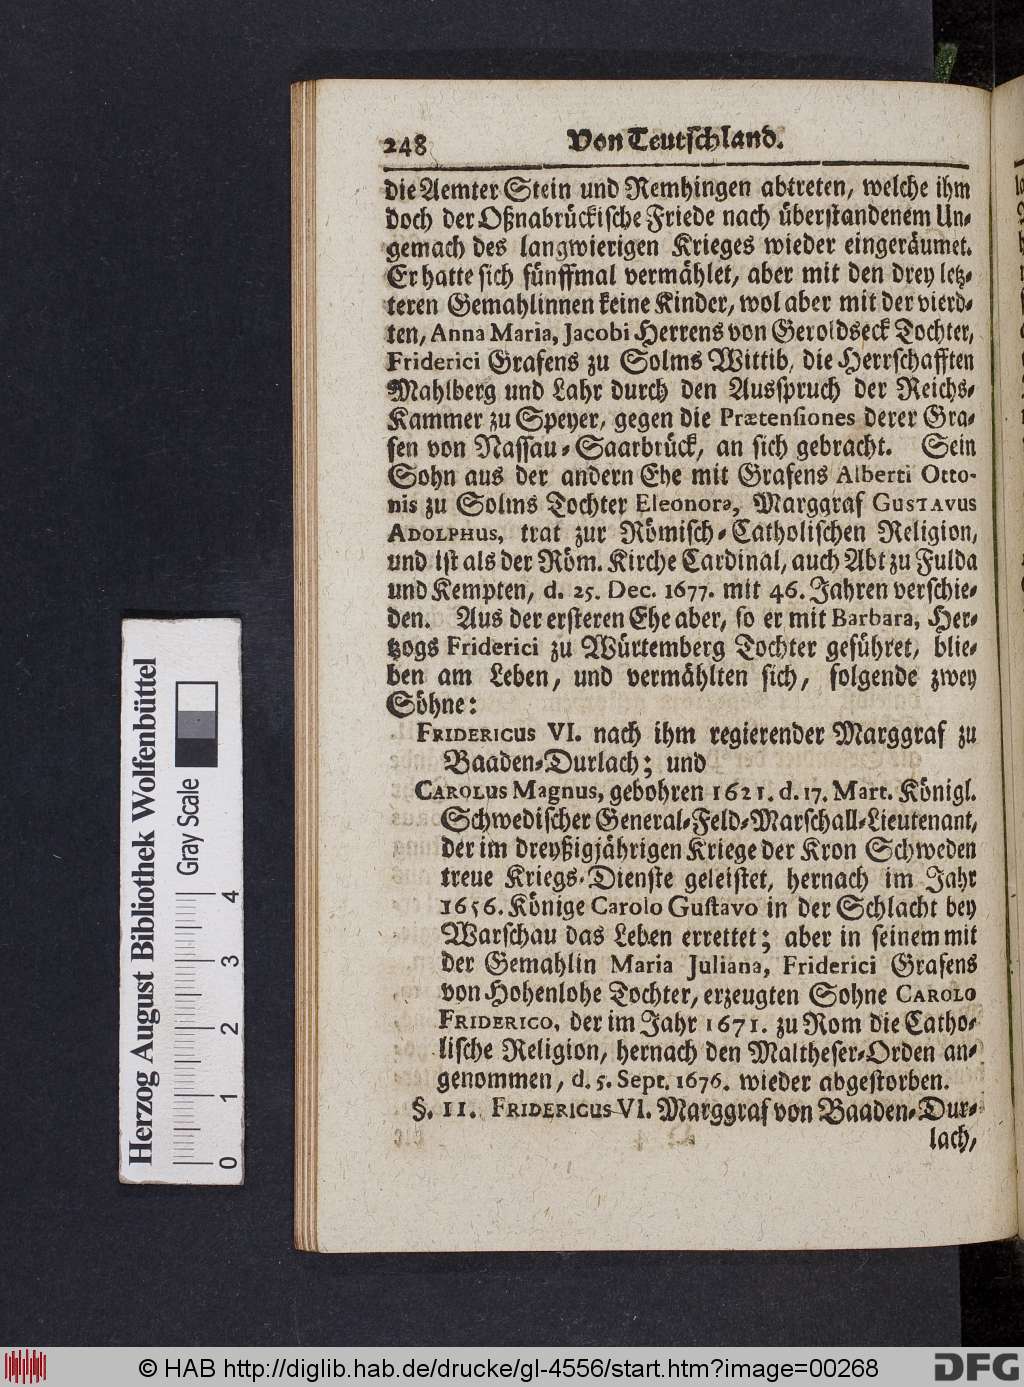 248 Von Teutschland.
die Aemter Stein und Remhingen abtreten, welche ihm
doch der Oßnabrückische Friede nach überstandenem Un-
gemach des langwierigen Krieges wieder eingeräumet.
Er hatte sich fünffmal vermählet, aber mit den drey letz-
teren Gemahlinnen keine Kinder, wol aber mit der vierd-
ten, Anna Maria, Jacobi Herrens von Geroldseck Tochter,
Friderici Grafens zu Solms Wittib, die Herrschafften
Mahlberg und Lahr durch den Ausspruch der Reichs-
Kammer zu Speyer, gegen die Prætensiones derer Gra-
fen von Nassau-Saarbrück, an sich gebracht. Sein
Sohn aus der andern Ehe mit Grafens Alberti Otto-
nis zu Solms Tochter Eleonora, Marggraf GUSTAVUS
ADOLPHUS, trat zur Römisch-Catholischen Religion,
und ist als der Röm. Kirche Cardinal, auch Abt zu Fulda
und Kempten, d. 25. Dec. 1677. mit 46. Jahren verschie-
den. Aus der ersteren Ehe aber, so er mit Barbara, Her-
tzogs Friderici zu Würtemberg Tochter geführet, blie-
ben am Leben, und vermählten sich, folgende zwey
Söhne:
FRIDERICUS VI. nach ihm regierender Marggraf zu
Baaden-Durlach; und
CAROLUS Magnus, gebohren 1621. d. 17. Mart. Königl.
Schwedischer General-Feld-Marschall-Lieutenant,
der im dreyßigjährigen Kriege der Kron Schweden
treue Kriegs-Dienste geleistet, hernach im Jahr
1656. Könige Carolo Gustavo in der Schlacht bey
Warschau das Leben errettet; aber in seinem mit
der Gemahlin Maria Juliana, Friderici Grafens
von Hohenlohe Tochter, erzeugten Sohne CAROLO
FRIDERICO, der im Jahr 1671. zu Rom die Catho-
lische Religion, hernach den Maltheser-Orden an-
genommen, d. 5. Sept. 1676. wieder abgestorben.
§. 11. FRIDERICUS VI. Marggraf von Baaden-Dur-
lach,
Herzog August Bibliothek Wolfenbüttel
Gray Scale
0 1 2 3 4
© HAB http://diglib.hab.de/drucke/gl-4556/start.htm?image=00268
DFG